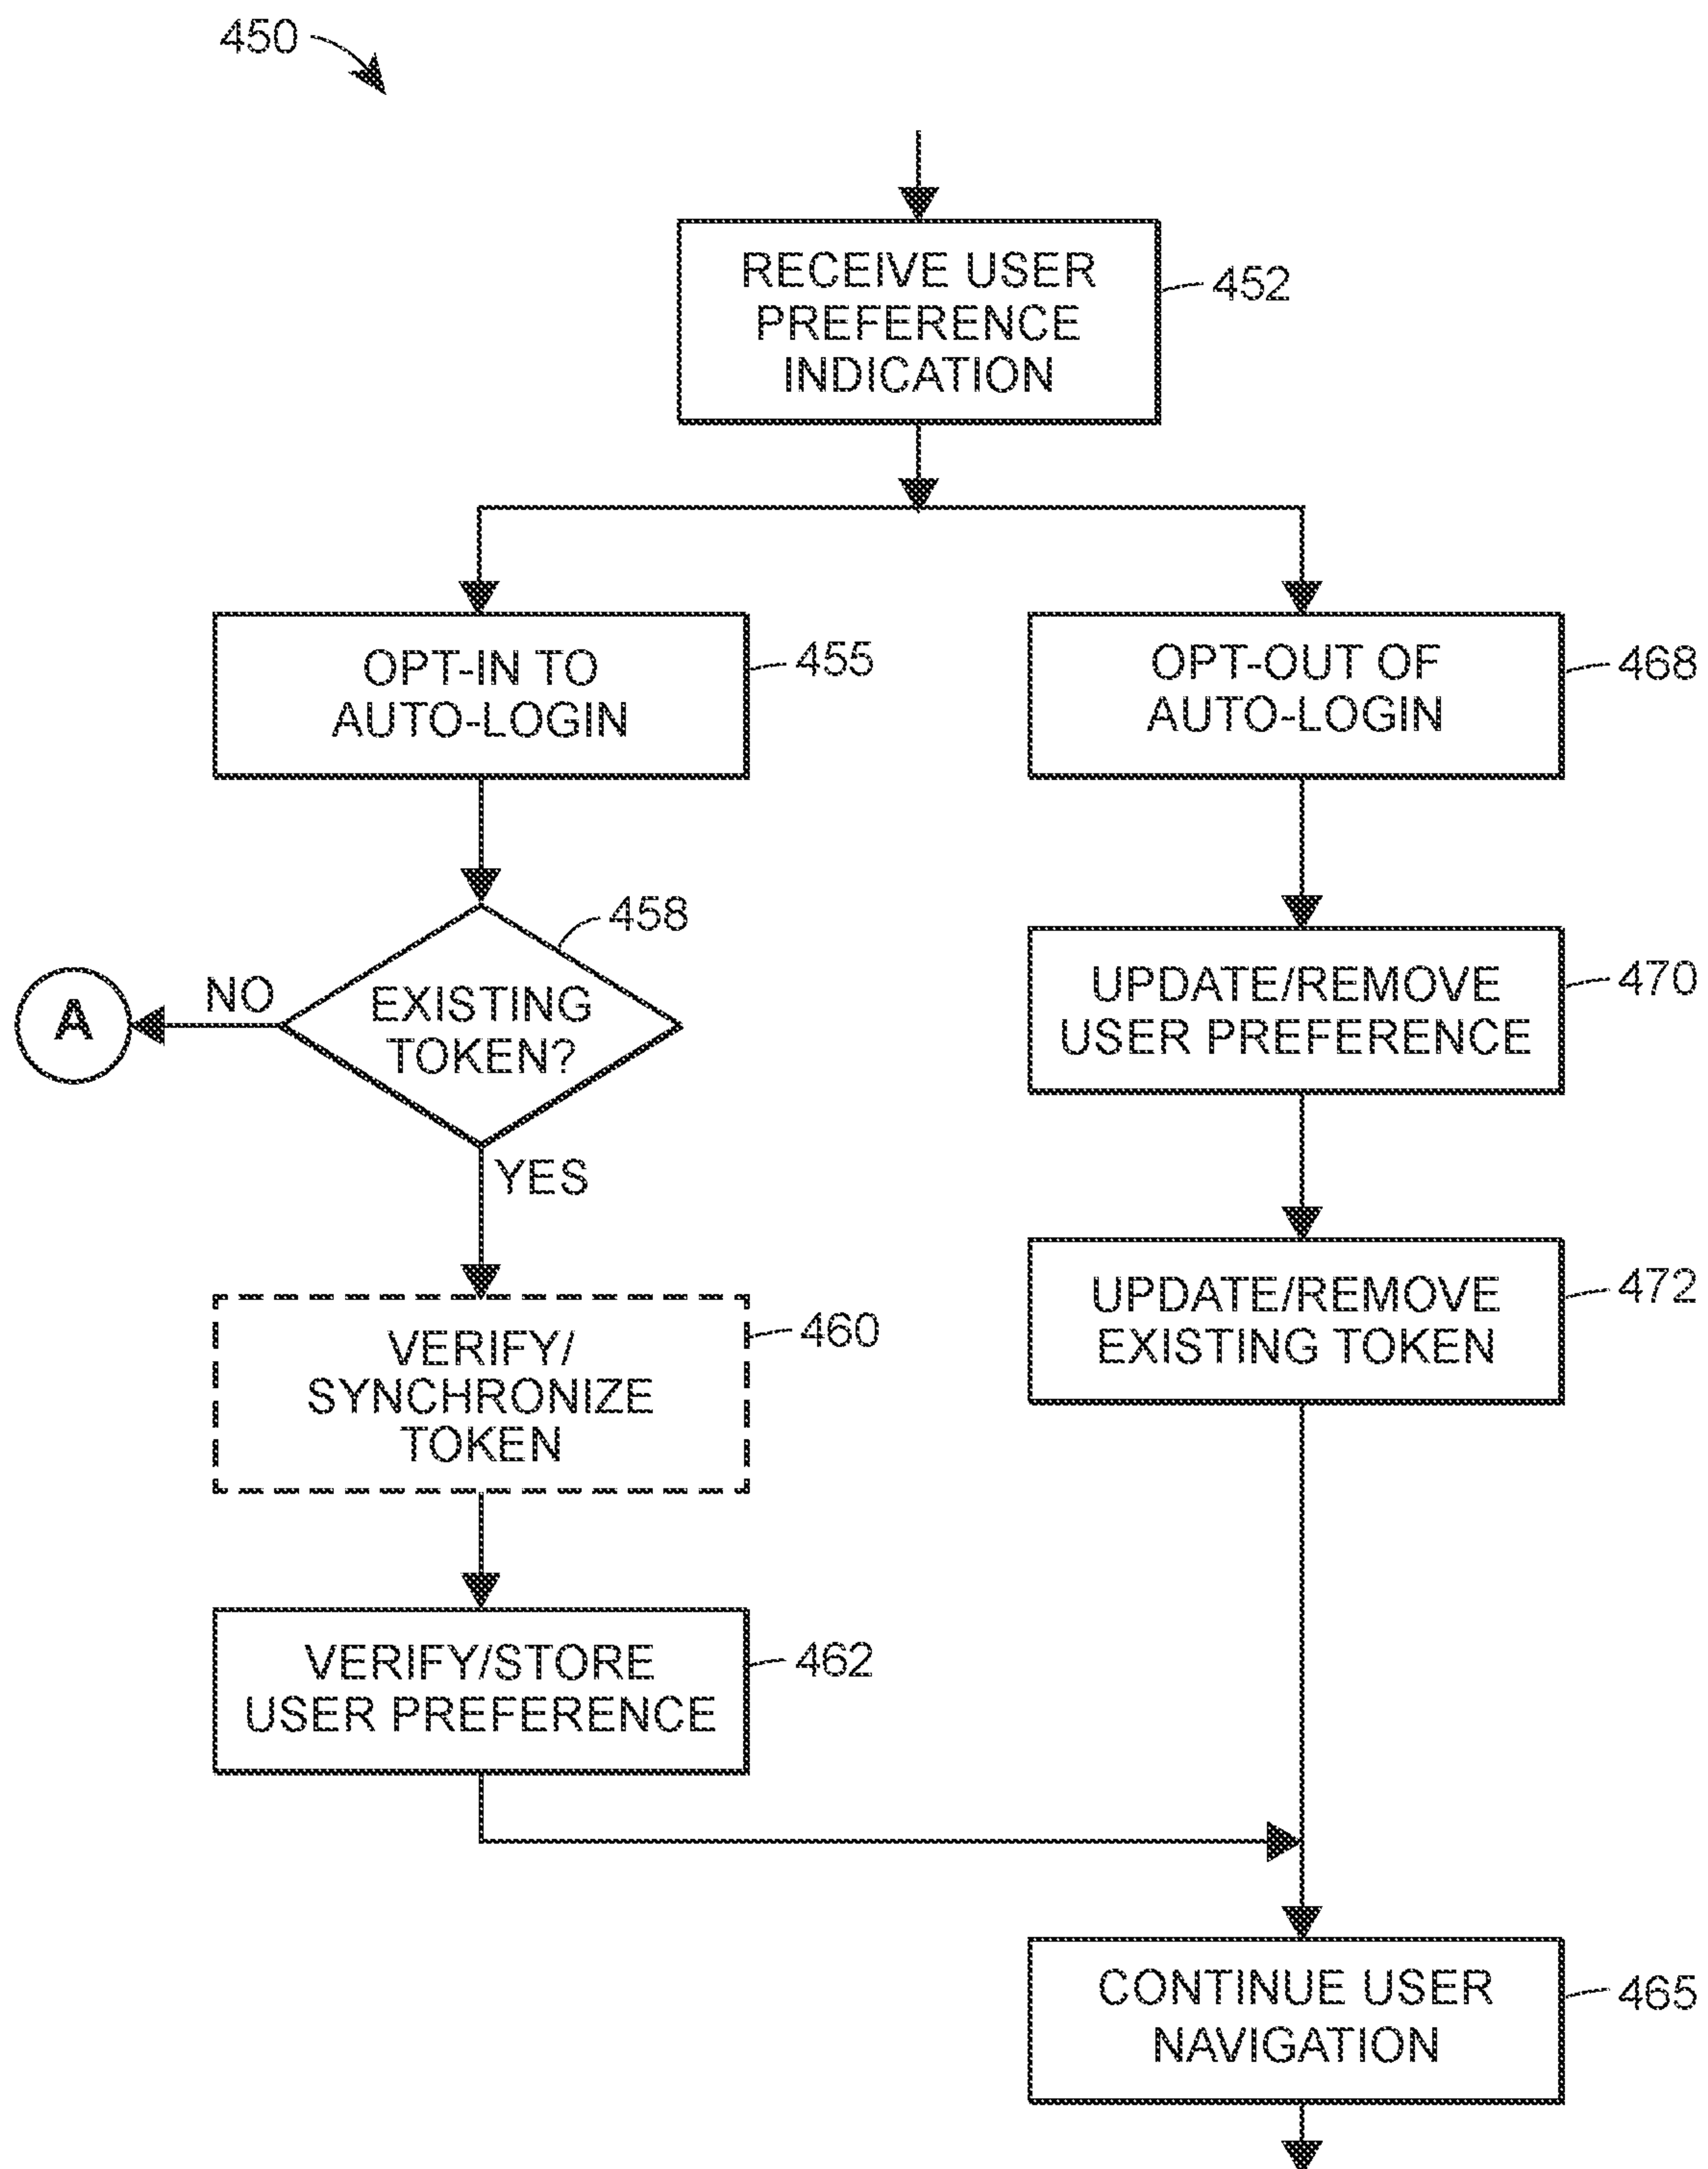 450
RECEIVE USER
PREFERENCE
INDICATION
452
OPT-IN TO
AUTO-LOGIN
455
OPT-OUT OF
AUTO-LOGIN
468
458
EXISTING
TOKEN?
NO
A
YES
UPDATE/REMOVE
USER PREFERENCE
470
VERIFY/
SYNCHRONIZE
TOKEN
460
UPDATE/REMOVE
EXISTING TOKEN
472
VERIFY/STORE
USER PREFERENCE
462
CONTINUE USER
NAVIGATION
465